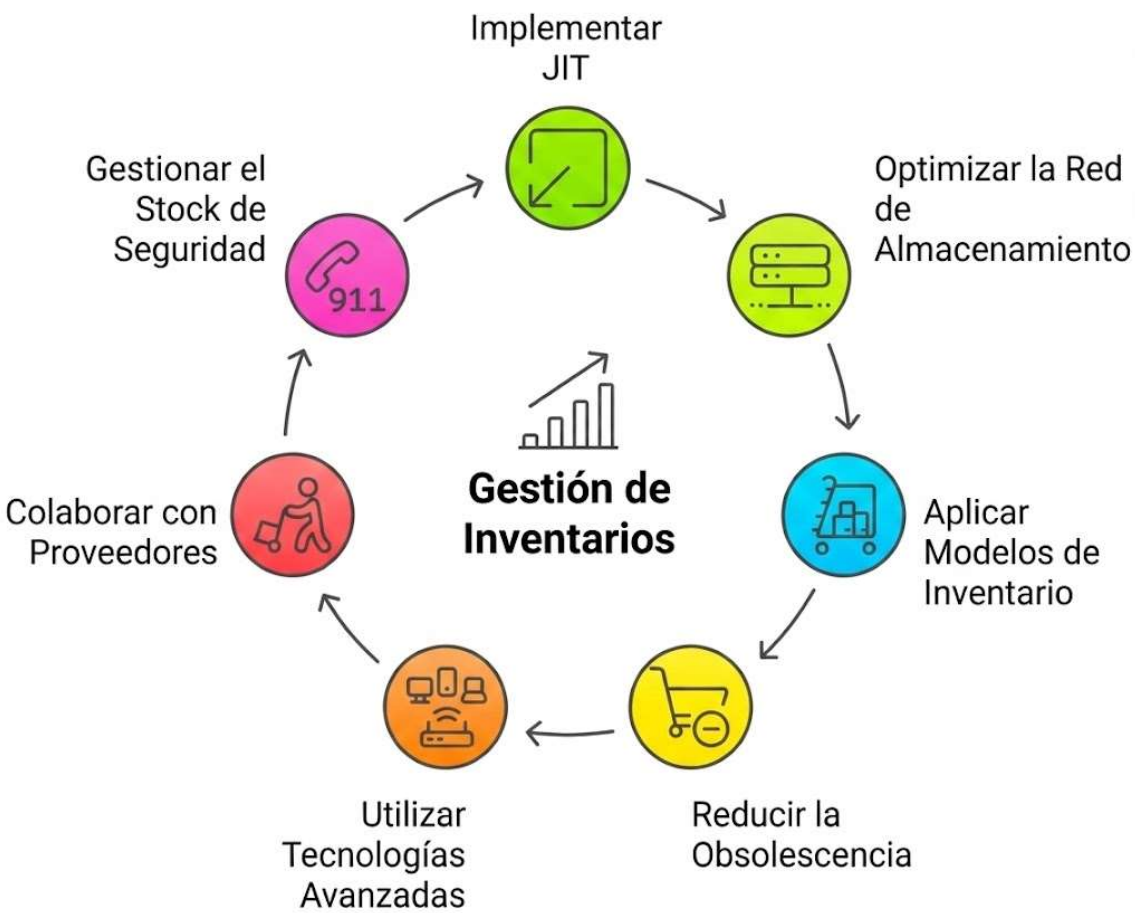 Implementar
JIT
Optimizar la Red
de
Almacenamiento
Aplicar
Modelos de
Inventario
Reducir la
Obsolescencia
Utilizar
Tecnologías
Avanzadas
Colaborar con
Proveedores
Gestionar el
Stock de
Seguridad
911
Gestión de
Inventarios